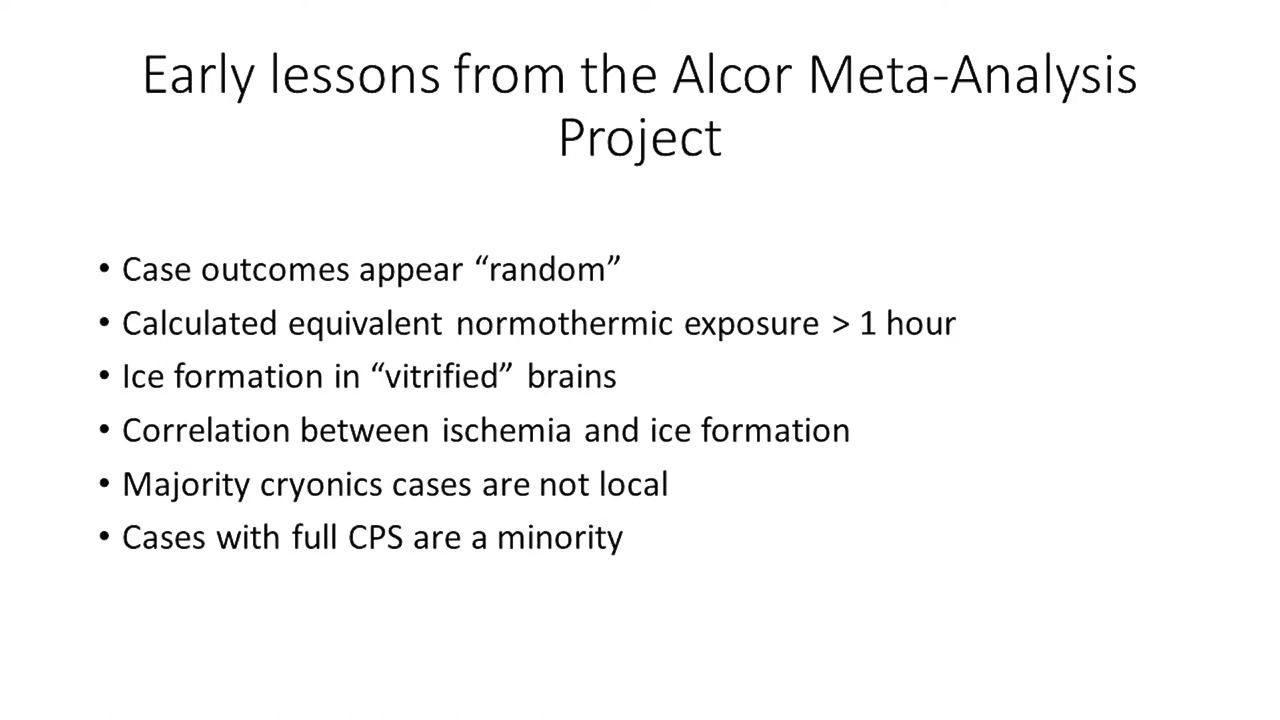 Early lessons from the Alcor Meta-Analysis
Project
• Case outcomes appear “random”
• Calculated equivalent normothermic exposure > 1 hour
• Ice formation in “vitrified” brains
• Correlation between ischemia and ice formation
• Majority cryonics cases are not local
• Cases with full CPS are a minority